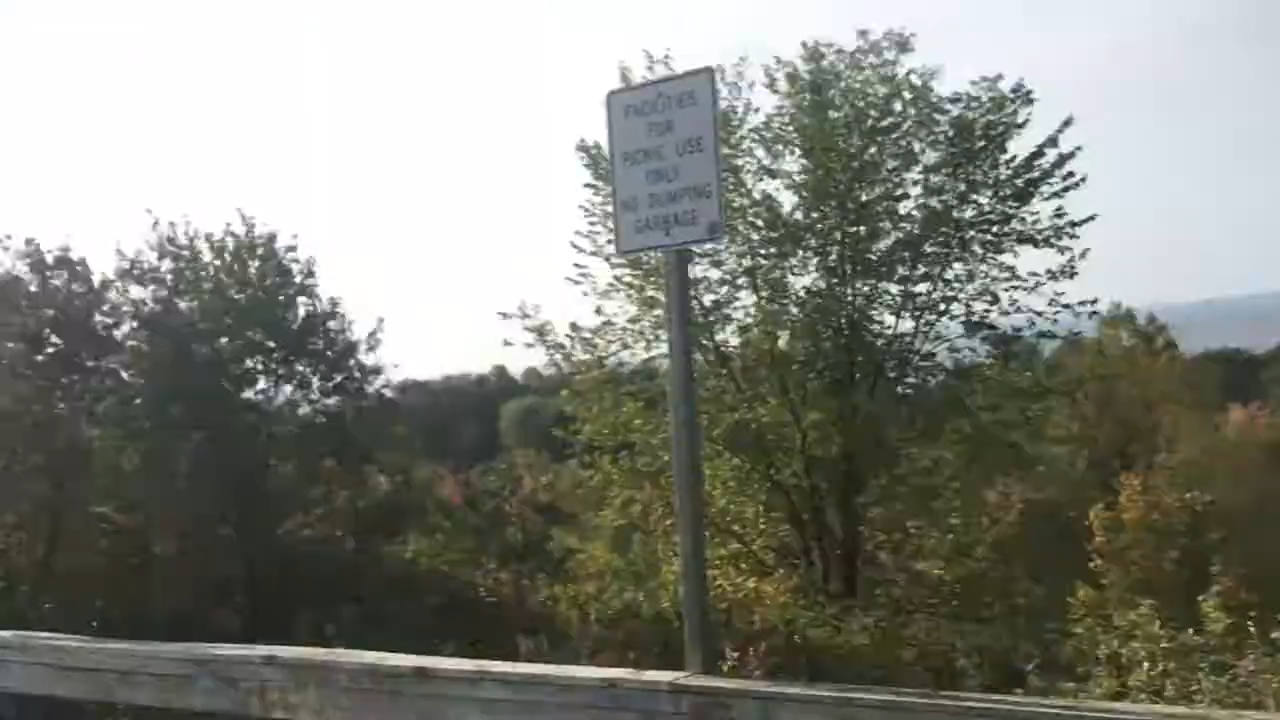 FACILITIES
FOR
PICNIC USE
ONLY
NO DUMPING
GARBAGE